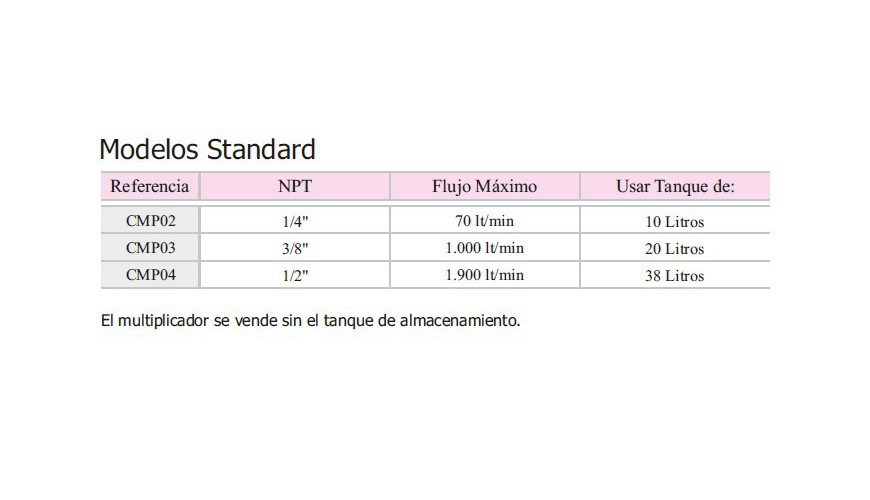 Modelos Standard
Referencia NPT Flujo Máximo Usar Tanque de:
CMP02 1/4" 70 lt/min 10 Litros
CMP03 3/8" 1.000 lt/min 20 Litros
CMP04 1/2" 1.900 lt/min 38 Litros
El multiplicador se vende sin el tanque de almacenamiento.